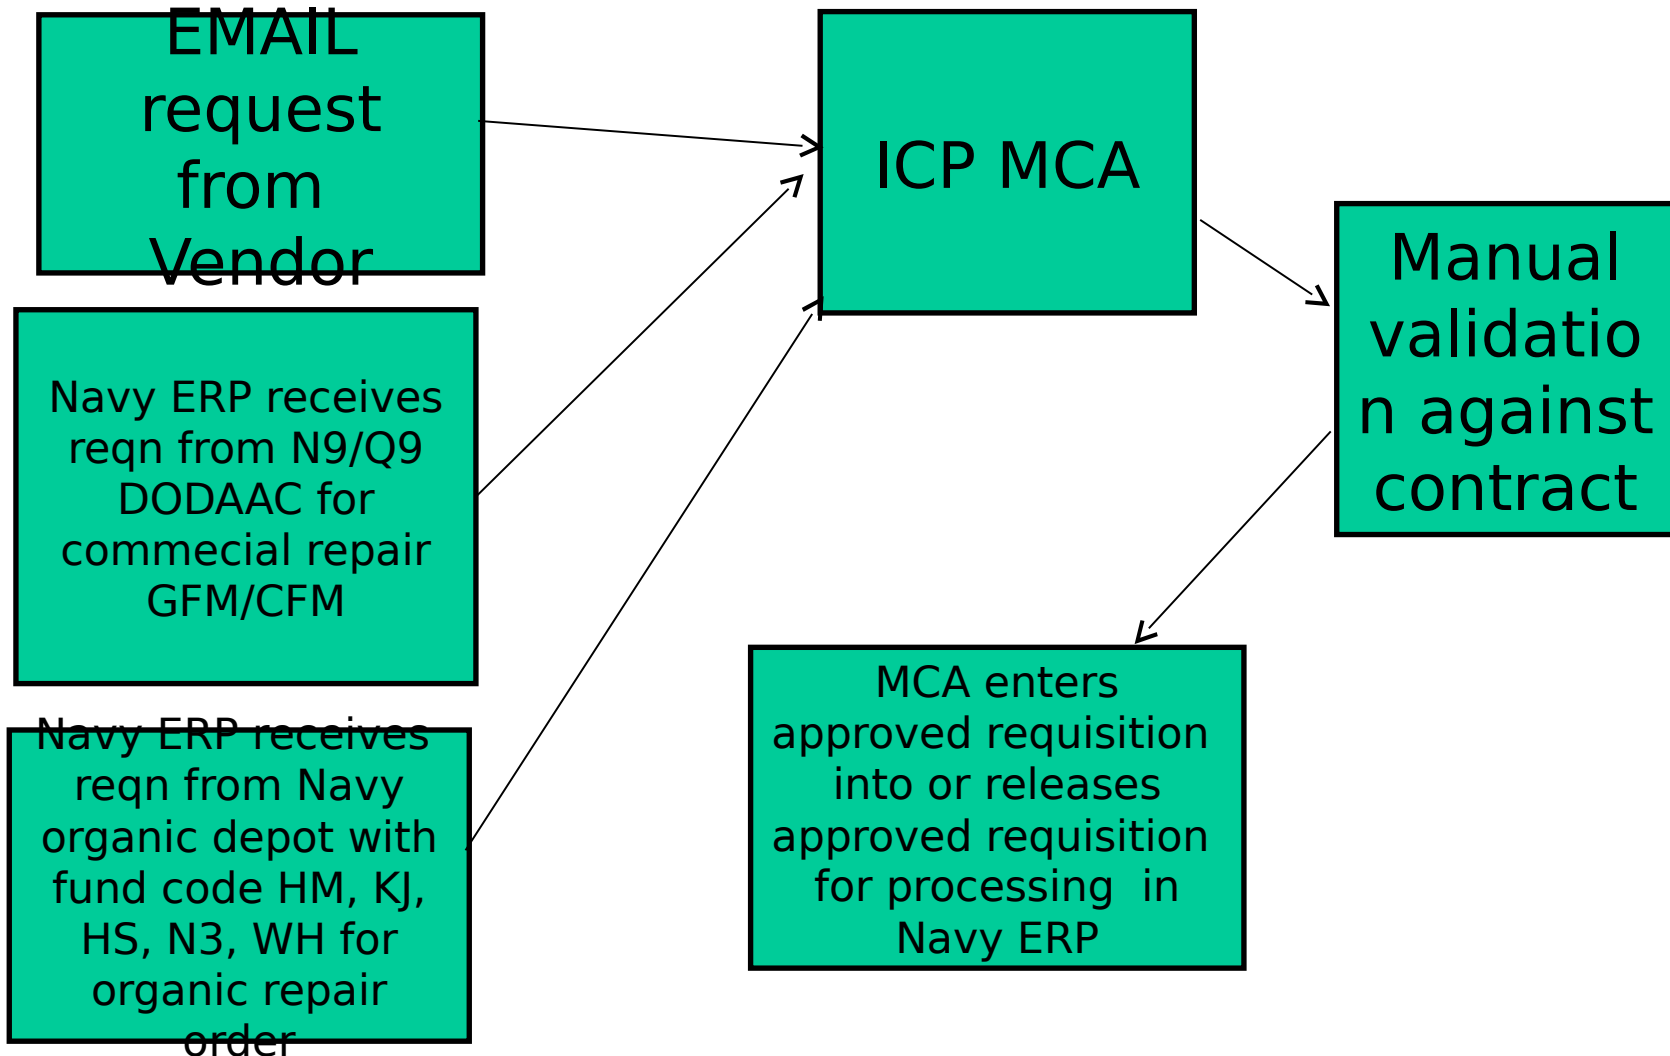 EMAIL
request
from
Vendor
ICP MCA
Manual
validatio
n against
contract
Navy ERP receives
reqn from N9/Q9
DODAAC for
commecial repair
GFM/CFM
MCA enters
approved requisition
into or releases
approved requisition
for processing in
Navy ERP
Navy ERP receives
reqn from Navy
organic depot with
fund code HM, KJ,
HS, N3, WH for
organic repair
order